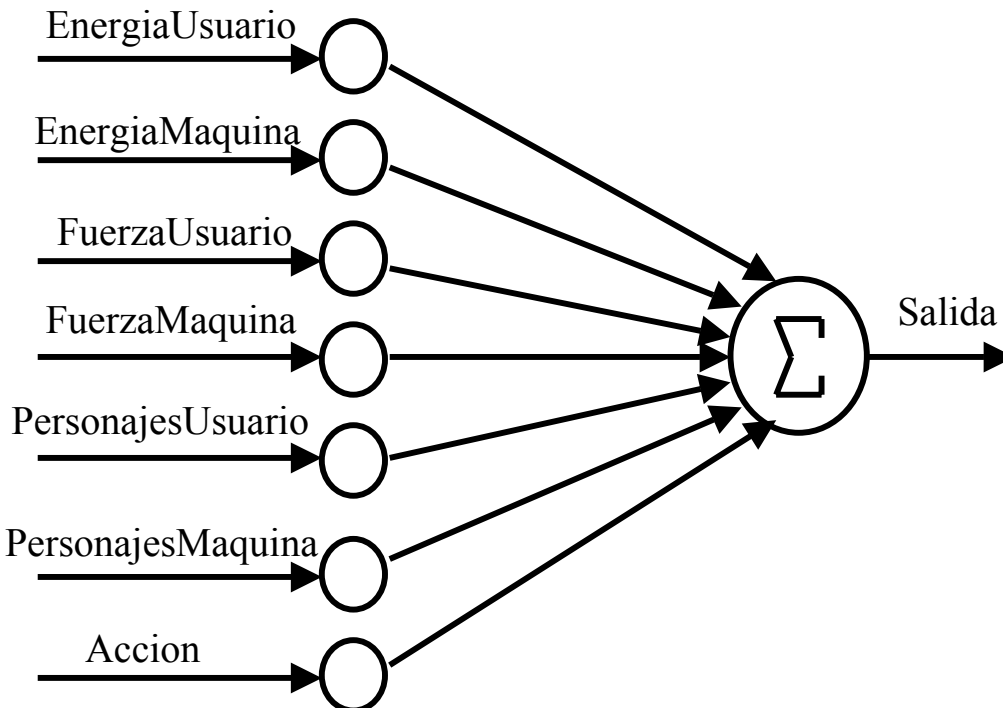 EnergiaUsuario
EnergiaMaquina
FuerzaUsuario
FuerzaMaquina
Salida
PersonajesUsuario
PersonajesMaquina
Accion
∑